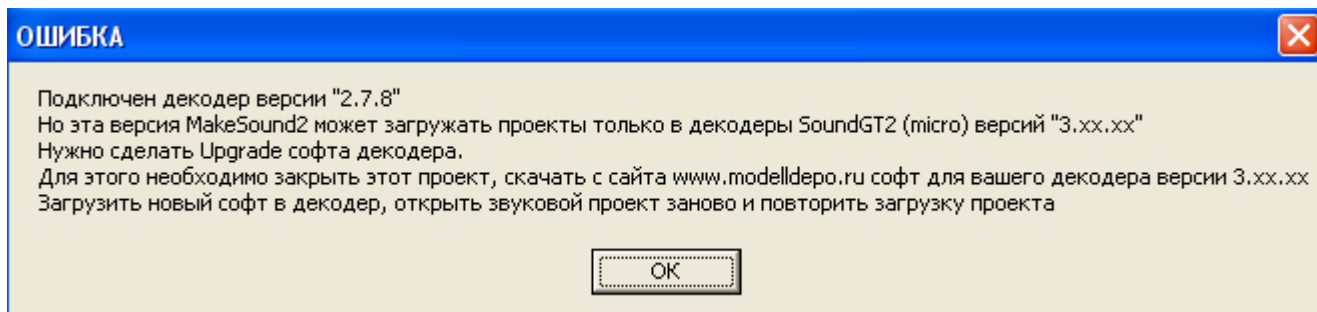 ОШИБКА
Подключен декодер версии "2.7.8"
Но эта версия MakeSound2 может загружать проекты только в декодеры SoundGT2 (micro) версий "3.xx.xx"
Нужно сделать Upgrade софта декодера.
Для этого необходимо закрыть этот проект, скачать с сайта www.modelldepo.ru софт для вашего декодера версии 3.xx.xx
Загрузить новый софт в декодер, открыть звуковой проект заново и повторить загрузку проекта
OK